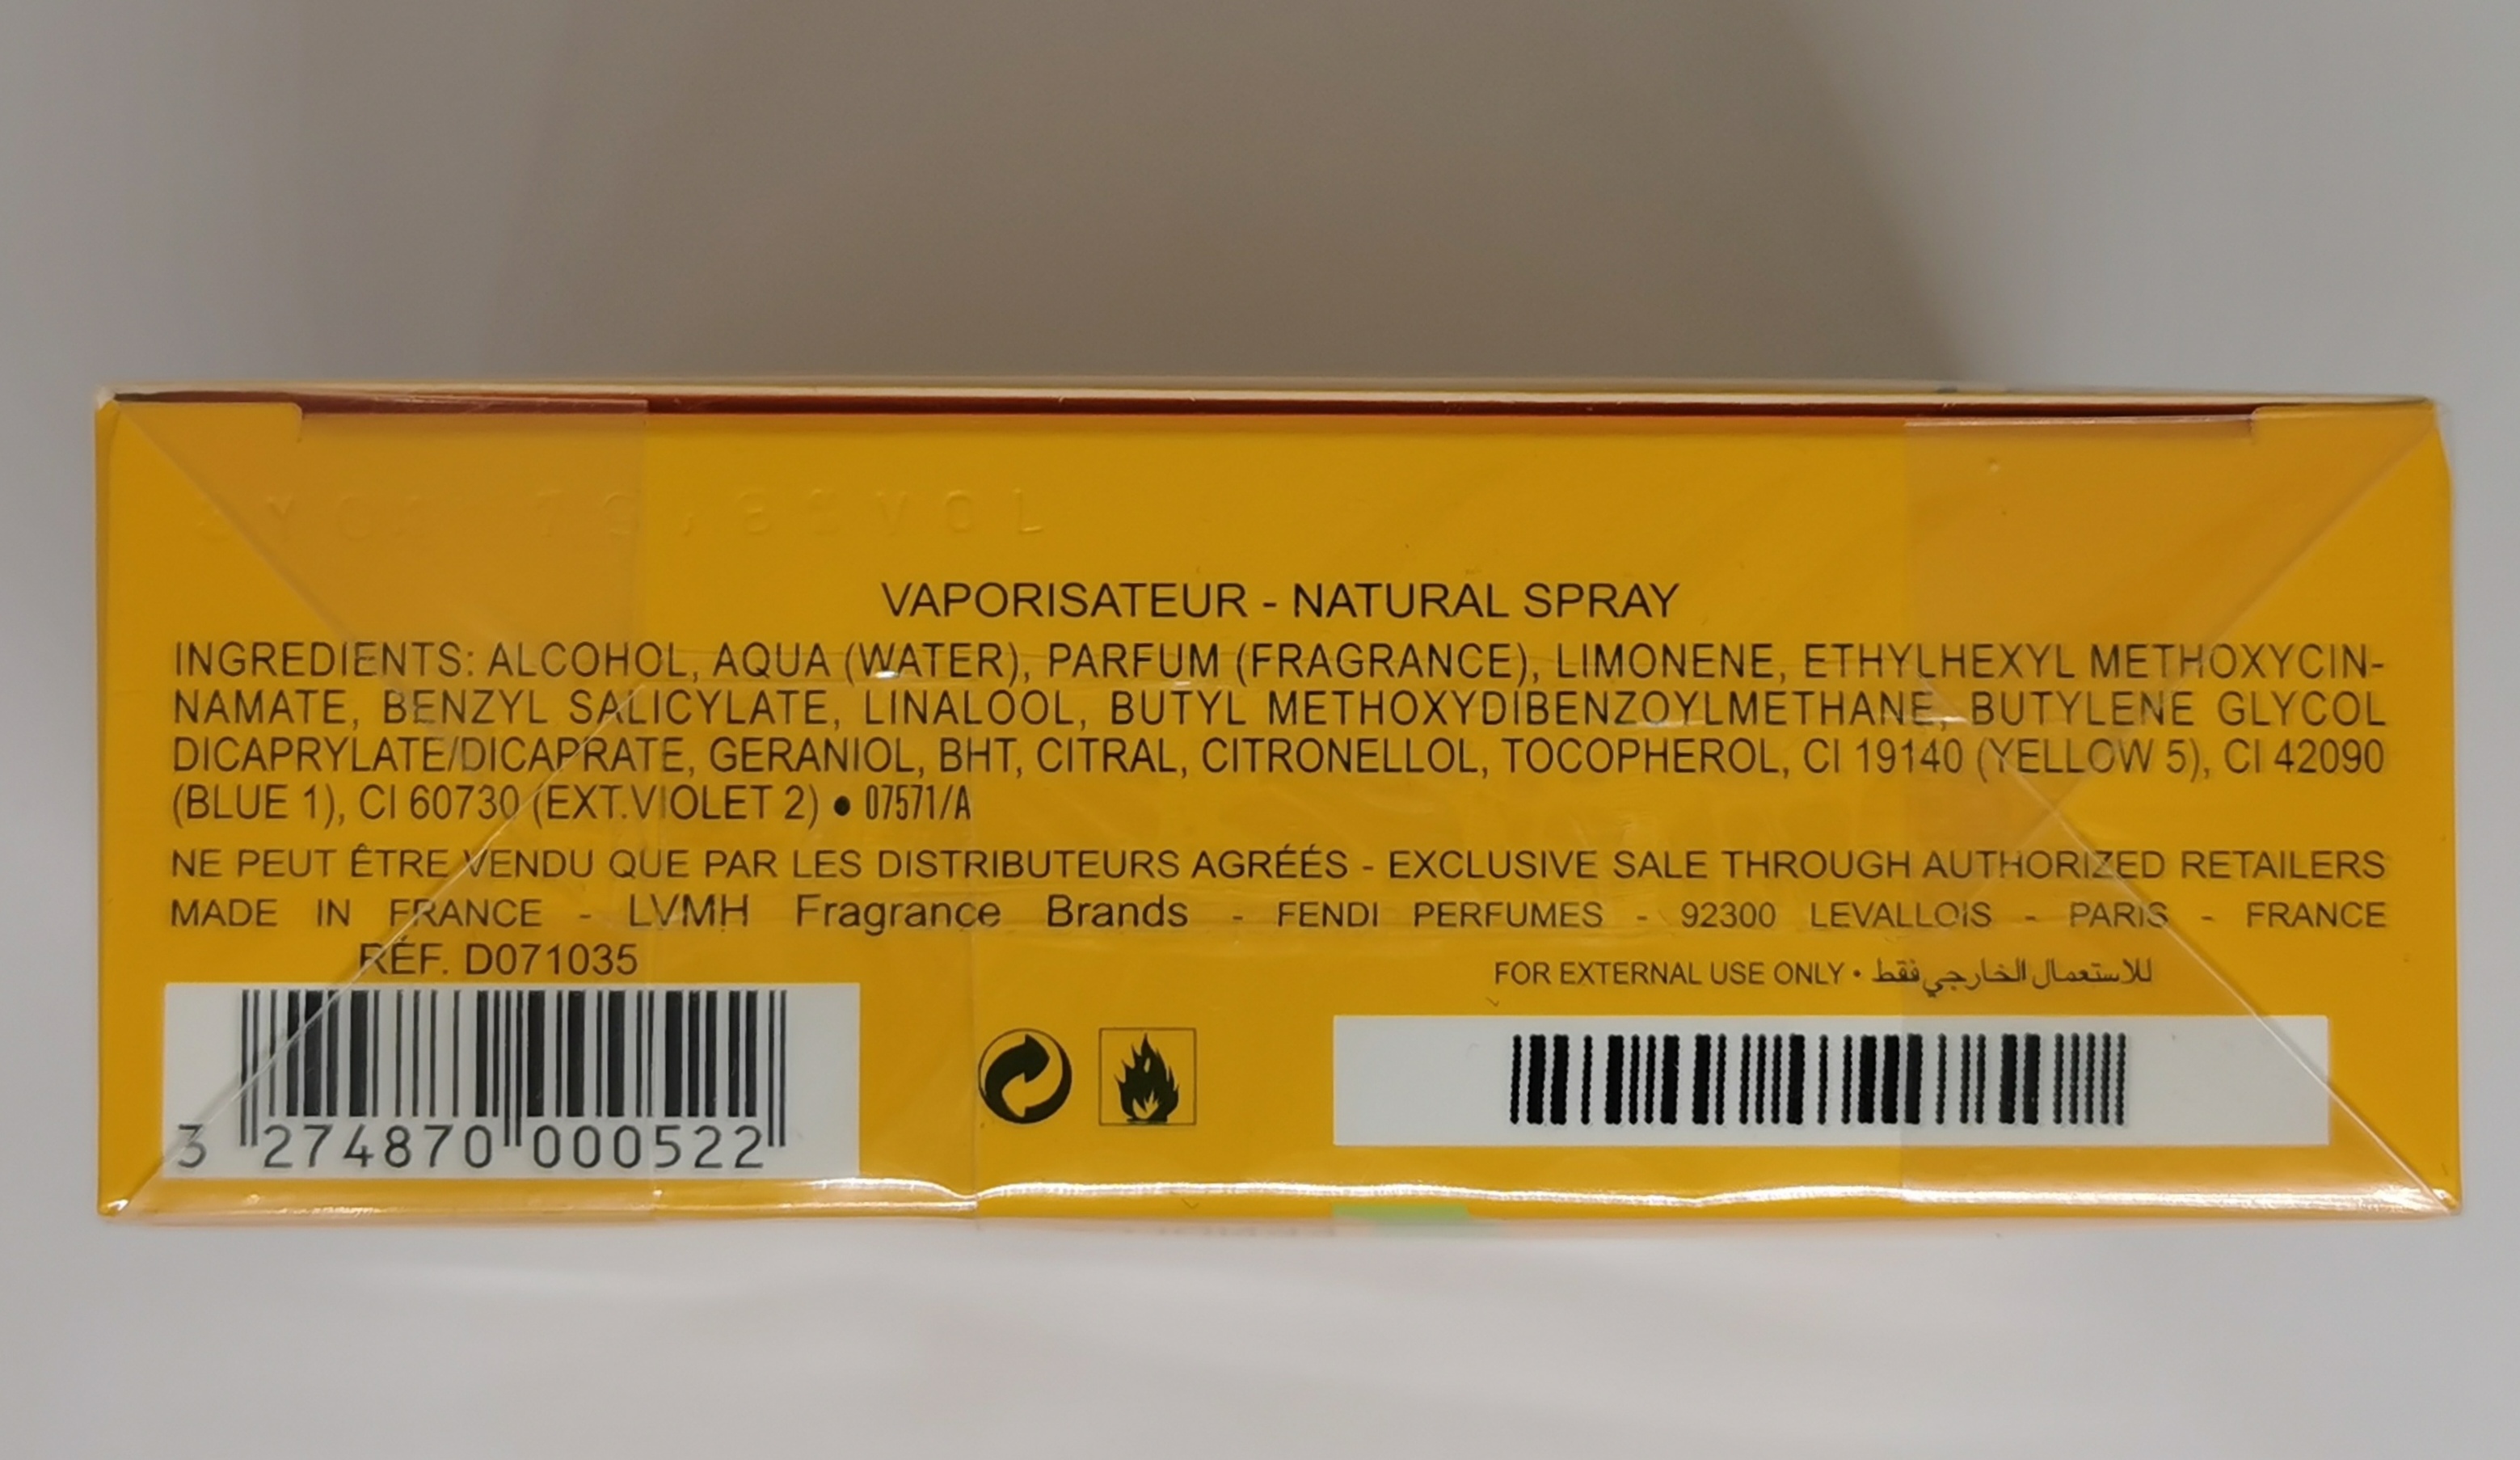 VAPORISATEUR - NATURAL SPRAY
INGREDIENTS: ALCOHOL, AQUA (WATER), PARFUM (FRAGRANCE), LIMONENE, ETHYLHEXYL METHOXYCIN-
NAMATE, BENZYL SALICYLATE, LINALOOL, BUTYL METHOXYDIBENZOYLMETHANE, BUTYLENE GLYCOL
DICAPRYLATE/DICAPRATE, GERANIOL, BHT, CITRAL, CITRONELLOL, TOCOPHEROL, CI 19140 (YELLOW 5), CI 42090
(BLUE 1), CI 60730 (EXT.VIOLET 2) • 07571/A
NE PEUT ÊTRE VENDU QUE PAR LES DISTRIBUTEURS AGRÉÉS - EXCLUSIVE SALE THROUGH AUTHORIZED RETAILERS
MADE IN FRANCE - LVMH Fragrance Brands - FENDI PERFUMES - 92300 LEVALLOIS - PARIS - FRANCE
RÉF. D071035
FOR EXTERNAL USE ONLY • للاستعمال الخارجي فقط
3 274870 000522